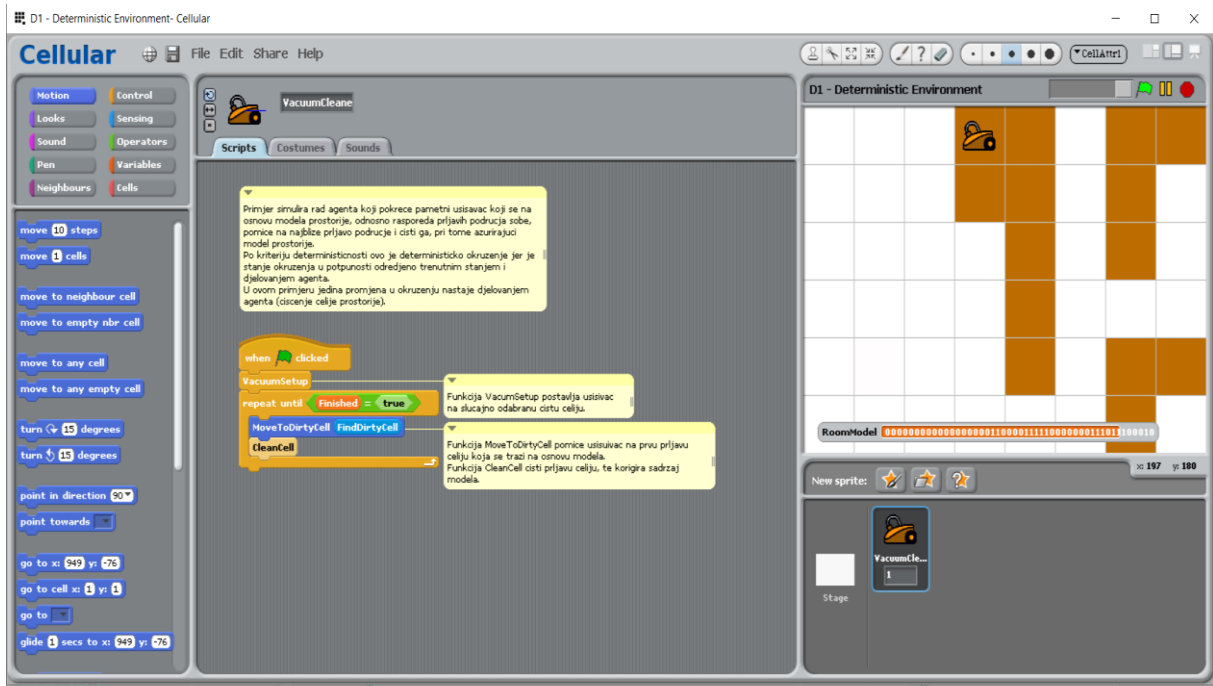 D1 - Deterministic Environment- Cellular
Cellular
File Edit Share Help
CellAttr1
Motion Control
Looks Sensing
Sound Operators
Pen Variables
Neighbours Cells
move 10 steps
move 1 cells
move to neighbour cell
move to empty nbr cell
move to any cell
move to any empty cell
turn 15 degrees
turn 15 degrees
point in direction 90
point towards
go to x: 949 y: -76
go to cell x: 1 y: 1
go to
glide 1 secs to x: 949 y: -76
VacuumCleane
Scripts Costumes Sounds
Primjer simulira rad agenta koji pokrece pametni usisavac koji se na
osnovu modela prostorije, odnosno rasporeda prljavih podrucja sobe,
pomice na najblize prljavo podrucje i cisti ga, pri tome azurirajuci
model prostorije.
Po kriteriju deterministicnosti ovo je deterministicko okruzenje jer je
stanje okruzenja u potpunosti odredjeno trenutnim stanjem i
djelovanjem agenta.
U ovom primjeru jedina promjena u okruzenju nastaje djelovanjem
agenta (ciscenje celije prostorije).
when clicked
VacuumSetup
repeat until Finished = true
MoveToDirtyCell FindDirtyCell
CleanCell
Funkcija VacumSetup postavlja usisivac
na slucajno odabranu cistu celiju.
Funkcija MoveToDirtyCell pomice usisuivac na prvu prljavu
celiju koja se trazi na osnovu modela.
Funkcija CleanCell cisti prljavu celiju, te korigira sadrzaj
modela.
D1 - Deterministic Environment
RoomModel
x: 197 y: 180
New sprite:
VacuumCle...
1
Stage